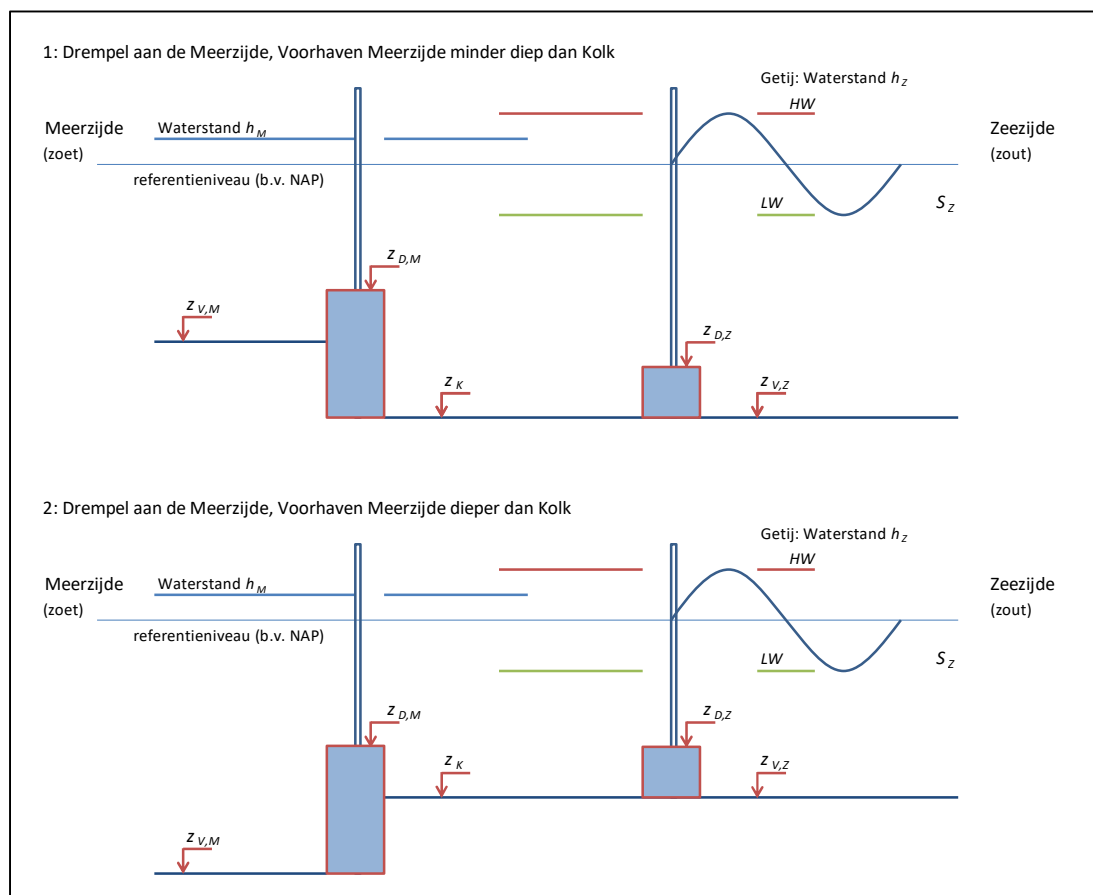 1: Drempel aan de Meerzijde, Voorhaven Meerzijde minder diep dan Kolk
Getij: Waterstand h_Z
HW
Meerzijde
(zoet)
Waterstand h_M
Zeezijde
(zout)
referentieniveau (b.v. NAP)
LW
S_Z
z_D,M
z_V,M
z_D,Z
z_K
z_V,Z
2: Drempel aan de Meerzijde, Voorhaven Meerzijde dieper dan Kolk
Getij: Waterstand h_Z
HW
Meerzijde
(zoet)
Waterstand h_M
Zeezijde
(zout)
referentieniveau (b.v. NAP)
LW
S_Z
z_D,M
z_D,Z
z_K
z_V,Z
z_V,M